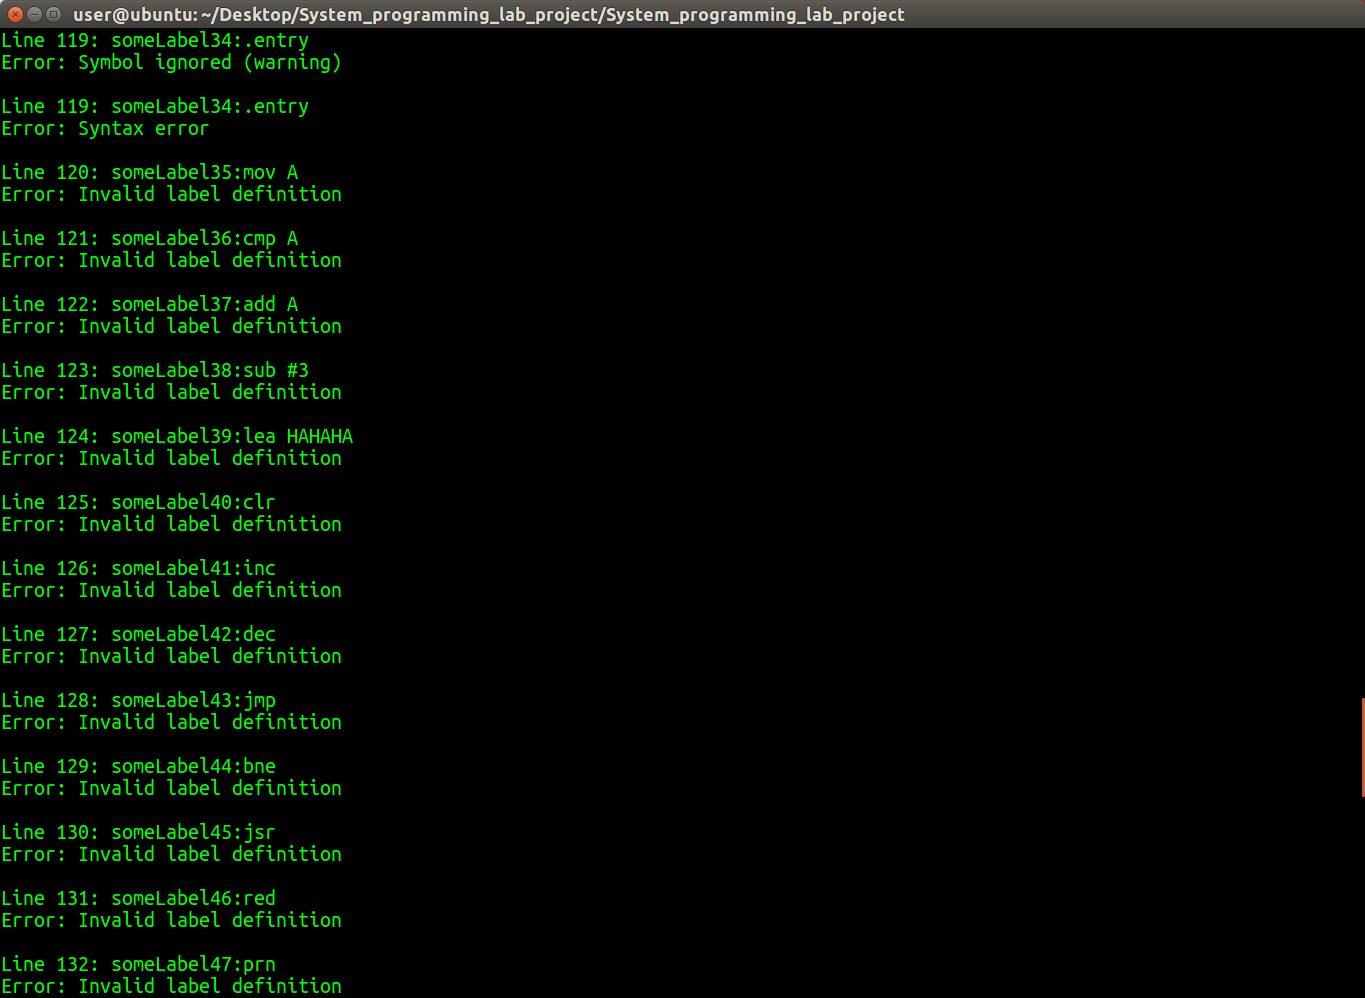 user@ubuntu: ~/Desktop/System_programming_lab_project/System_programming_lab_project
Line 119: someLabel34:.entry
Error: Symbol ignored (warning)
Line 119: someLabel34:.entry
Error: Syntax error
Line 120: someLabel35:mov A
Error: Invalid label definition
Line 121: someLabel36:cmp A
Error: Invalid label definition
Line 122: someLabel37:add A
Error: Invalid label definition
Line 123: someLabel38:sub #3
Error: Invalid label definition
Line 124: someLabel39:lea HAHAHA
Error: Invalid label definition
Line 125: someLabel40:clr
Error: Invalid label definition
Line 126: someLabel41:inc
Error: Invalid label definition
Line 127: someLabel42:dec
Error: Invalid label definition
Line 128: someLabel43:jmp
Error: Invalid label definition
Line 129: someLabel44:bne
Error: Invalid label definition
Line 130: someLabel45:jsr
Error: Invalid label definition
Line 131: someLabel46:red
Error: Invalid label definition
Line 132: someLabel47:prn
Error: Invalid label definition